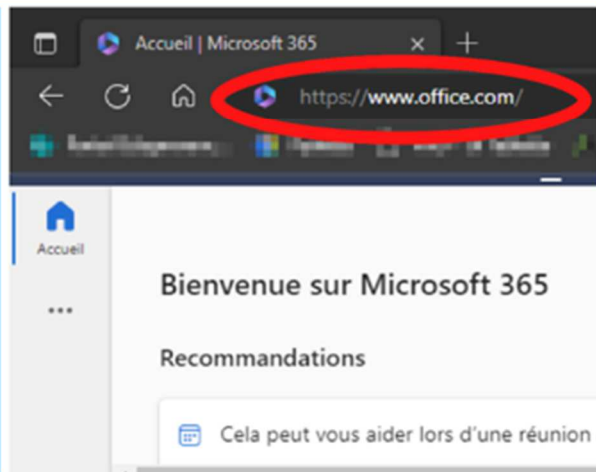 Accueil | Microsoft 365
https://www.office.com/
Accueil
Bienvenue sur Microsoft 365
Recommandations
Cela peut vous aider lors d'une réunion